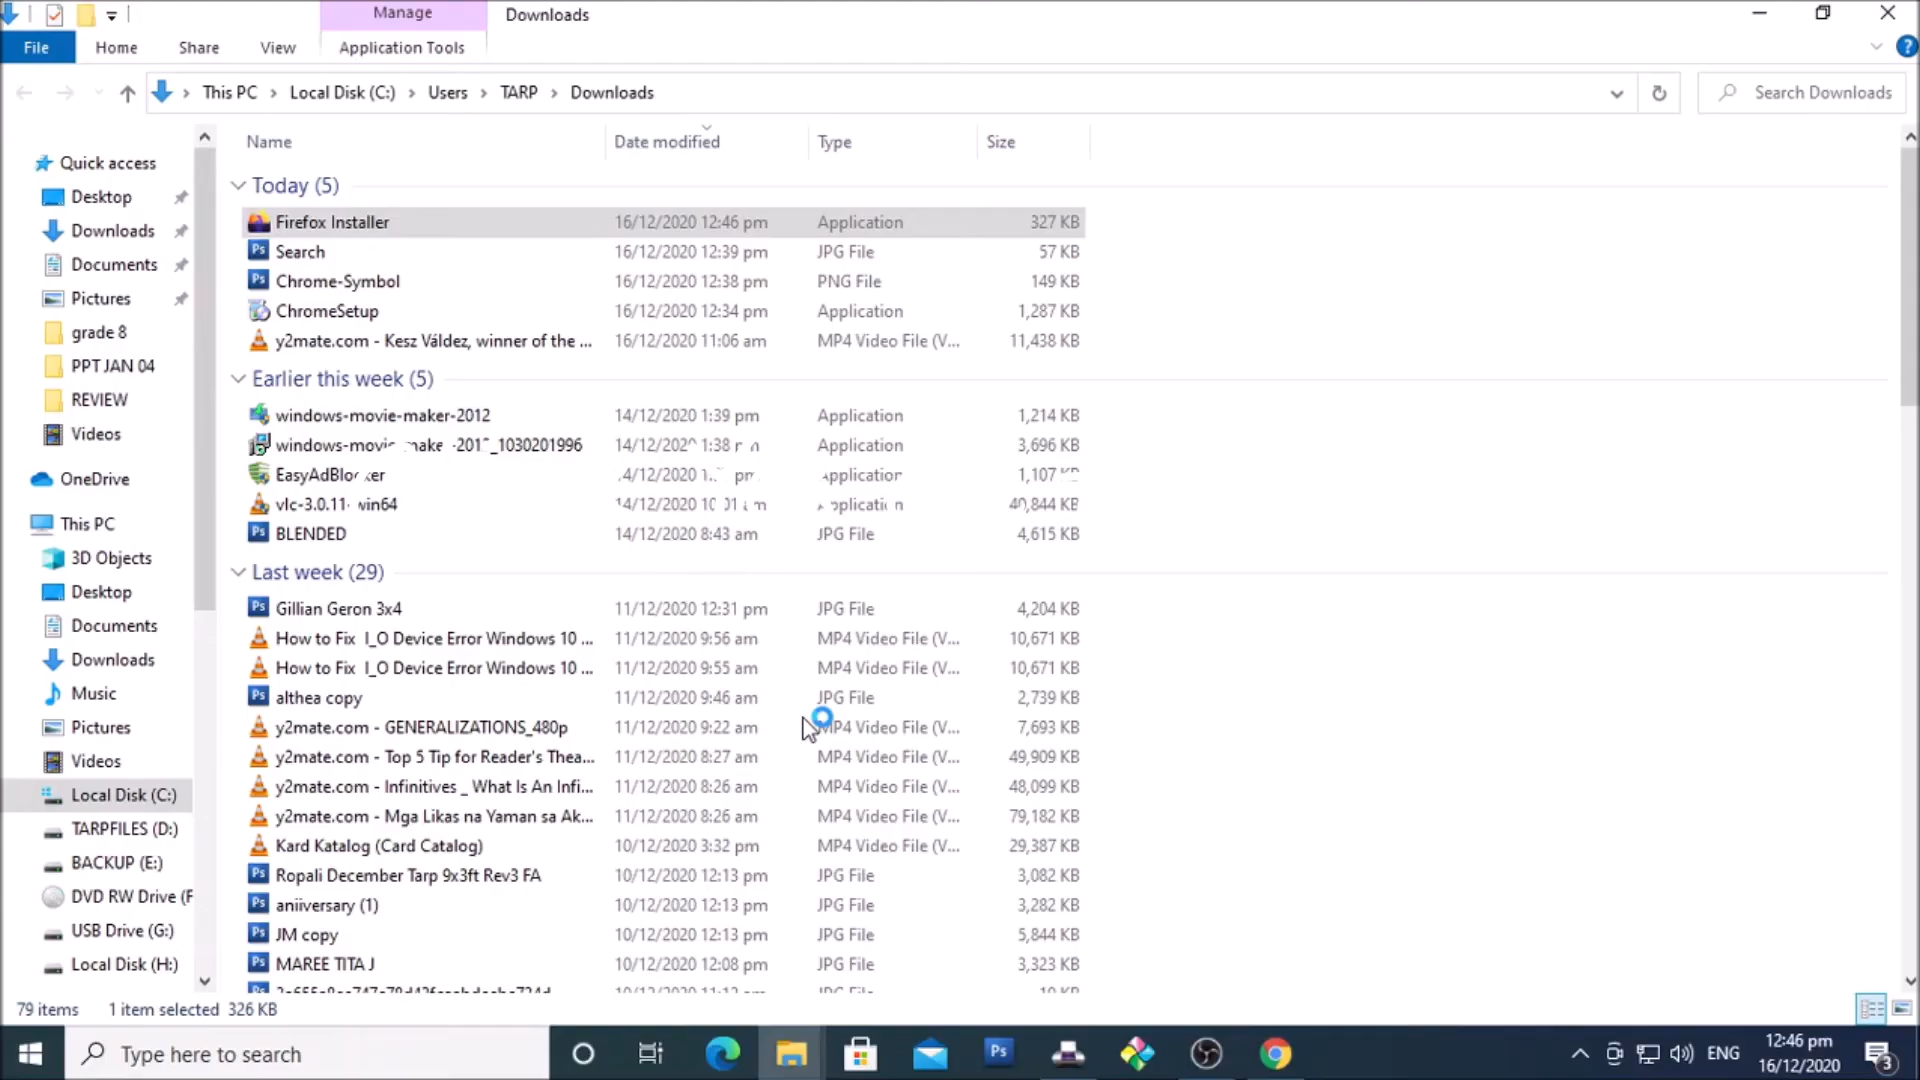 Manage
Downloads
File
Home
Share
View
Application Tools
This PC > Local Disk (C:) > Users > TARP > Downloads
Search Downloads
Name
Date modified
Type
Size
Quick access
Desktop
Downloads
Documents
Pictures
grade 8
PPT JAN 04
REVIEW
Videos
OneDrive
This PC
3D Objects
Desktop
Documents
Downloads
Music
Pictures
Videos
Local Disk (C:)
TARPFILES (D:)
BACKUP (E:)
DVD RW Drive (F
USB Drive (G:)
Local Disk (H:)
Today (5)
Firefox Installer 16/12/2020 12:46 pm Application 327 KB
Search 16/12/2020 12:39 pm JPG File 57 KB
Chrome-Symbol 16/12/2020 12:38 pm PNG File 149 KB
ChromeSetup 16/12/2020 12:34 pm Application 1,287 KB
y2mate.com - Kesz Váldez, winner of the ... 16/12/2020 11:06 am MP4 Video File (V... 11,438 KB
Earlier this week (5)
windows-movie-maker-2012 14/12/2020 1:39 pm Application 1,214 KB
14/12/2020 1:38 Application 3,696 KB
EasyAdBlocker Application 1,107 KB
vlc-3.0.11-win64 14/12/2020 Application 40,844 KB
BLENDED 14/12/2020 8:43 am JPG File 4,615 KB
Last week (29)
Gillian Geron 3x4 11/12/2020 12:31 pm JPG File 4,204 KB
How to Fix I_O Device Error Windows 10 ... 11/12/2020 9:56 am MP4 Video File (V... 10,671 KB
How to Fix I_O Device Error Windows 10 ... 11/12/2020 9:55 am MP4 Video File (V... 10,671 KB
althea copy 11/12/2020 9:46 am JPG File 2,739 KB
y2mate.com - GENERALIZATIONS_480p 11/12/2020 9:22 am MP4 Video File (V... 7,693 KB
y2mate.com - Top 5 Tip for Reader's Thea... 11/12/2020 8:27 am MP4 Video File (V... 49,909 KB
y2mate.com - Infinitives _ What Is An Infi... 11/12/2020 8:26 am MP4 Video File (V... 48,099 KB
y2mate.com - Mga Likas na Yaman sa Ak... 11/12/2020 8:26 am MP4 Video File (V... 79,182 KB
Kard Katalog (Card Catalog) 10/12/2020 3:32 pm MP4 Video File (V... 29,387 KB
Ropali December Tarp 9x3ft Rev3 FA 10/12/2020 12:13 pm JPG File 3,082 KB
aniiversary (1) 10/12/2020 12:13 pm JPG File 3,282 KB
JM copy 10/12/2020 12:13 pm JPG File 5,844 KB
MAREE TITA J 10/12/2020 12:08 pm JPG File 3,323 KB
79 items 1 item selected 326 KB
Type here to search
Ps
ENG
12:46 pm
16/12/2020
3